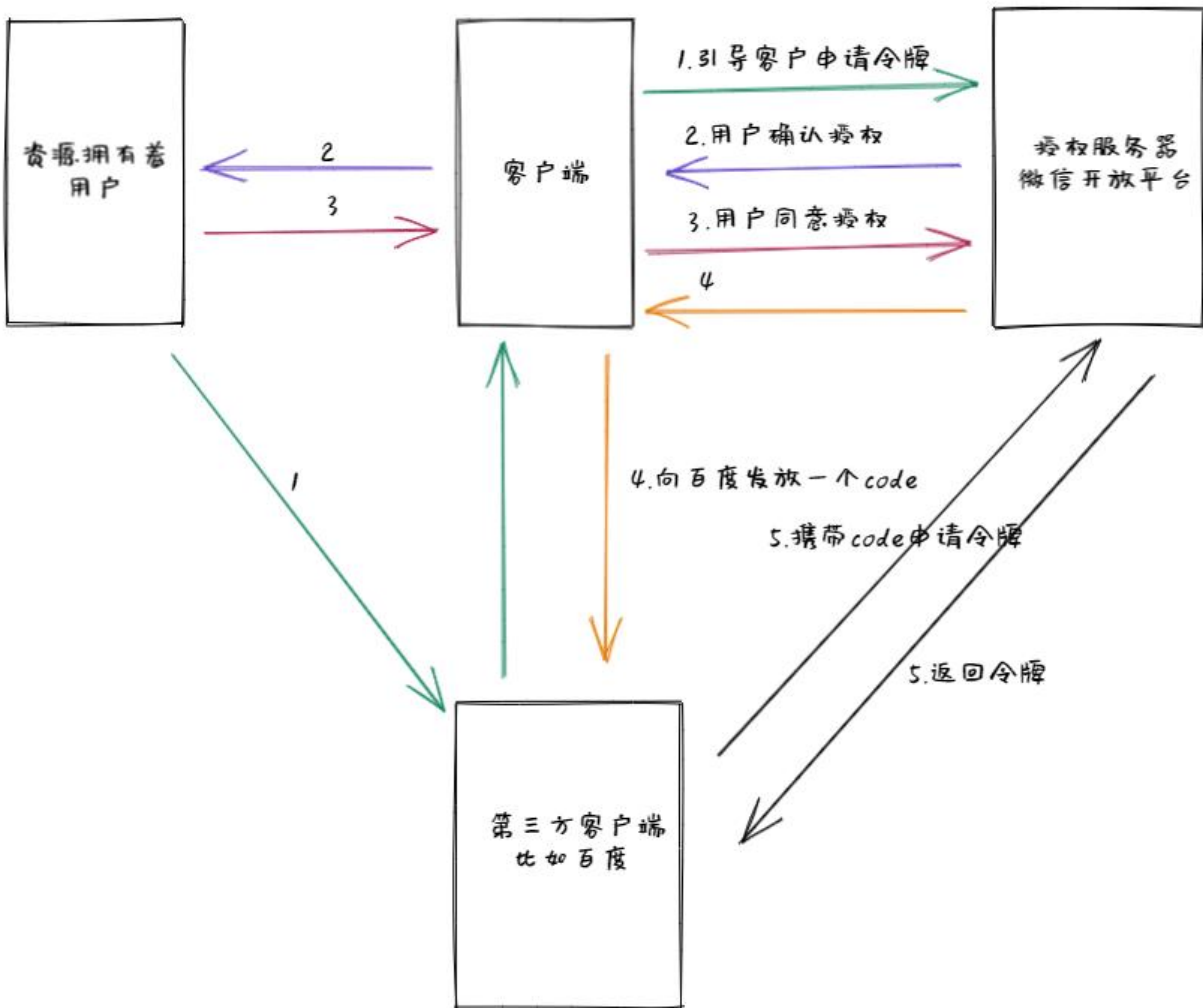 1.引导客户申请令牌
资源拥有着
用户
2
客户端
2.用户确认授权
授权服务器
微信开放平台
3
3.用户同意授权
4
1
4.向百度发放一个code
5.携带code申请令牌
5.返回令牌
第三方客户端
比如百度